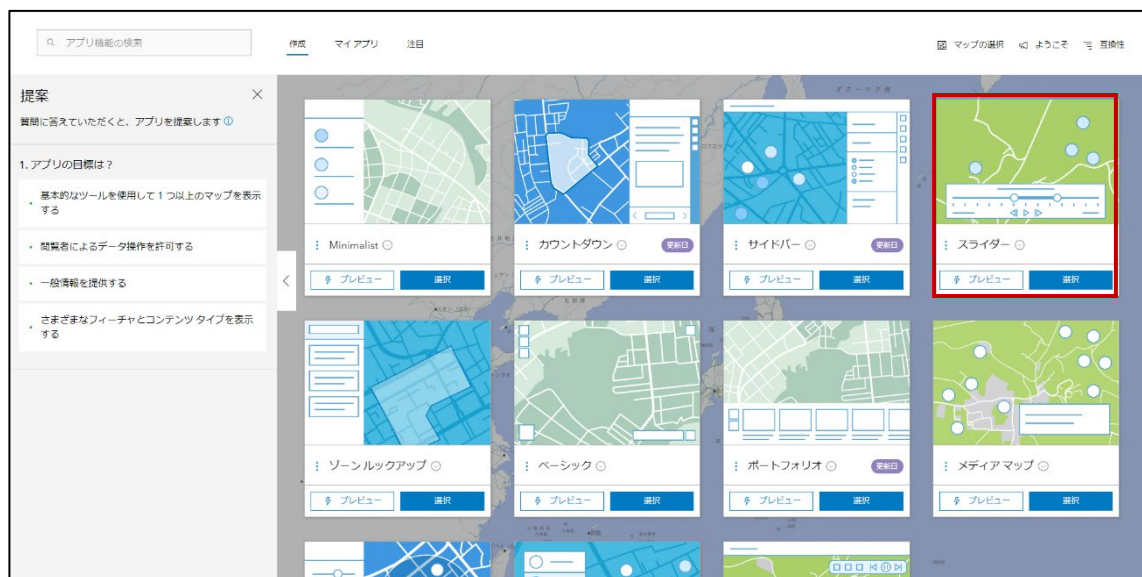 アプリ機能の検索
作成 マイアプリ 注目
マップの選択 ようこそ 互換性
提案
質問に答えていただくと、アプリを提案します
1. アプリの目標は？
基本的なツールを使用して 1 つ以上のマップを表示
する
閲覧者によるデータ操作を許可する
一般情報を提供する
さまざまなフィーチャとコンテンツ タイプを表示
する
オホーツク海
Minimalist
プレビュー 選択
カウントダウン 更新日
プレビュー 選択
サイドバー 更新日
プレビュー 選択
スライダー
プレビュー 選択
ゾーン ルックアップ
プレビュー 選択
ベーシック
プレビュー 選択
ポートフォリオ 更新日
プレビュー 選択
メディア マップ
プレビュー 選択